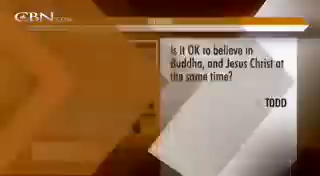 CBN.COM
Is it OK to believe in
Buddha, and Jesus Christ at
the same time?
TODD